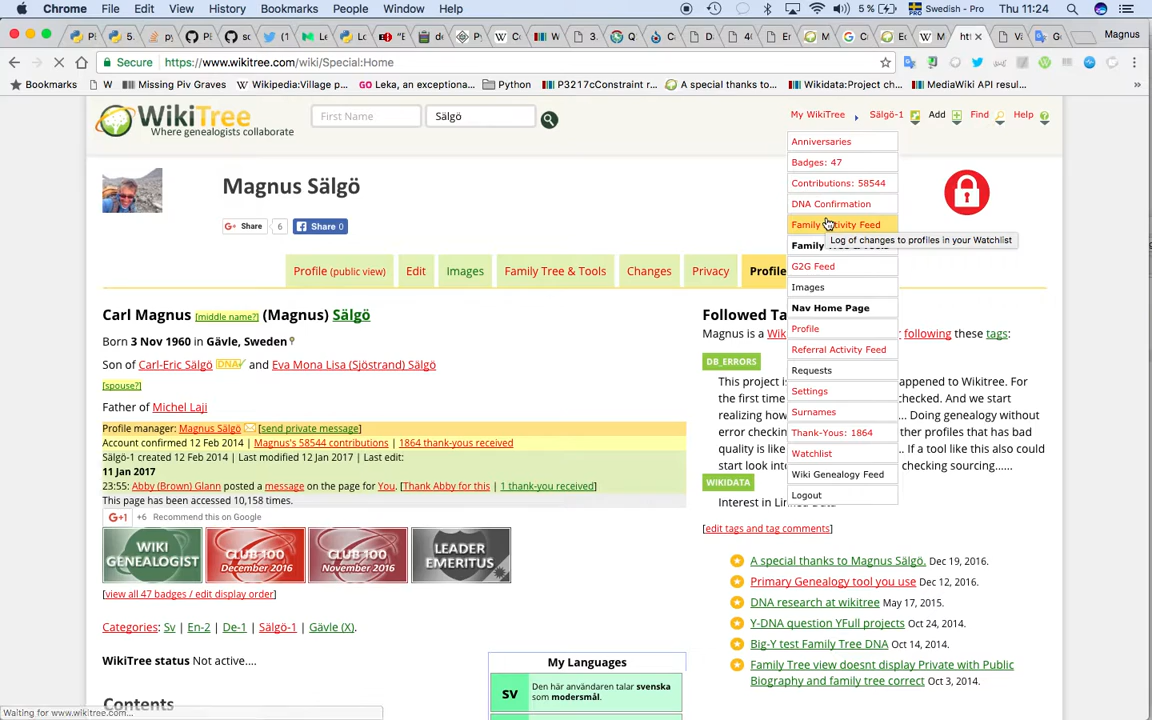 Chrome File Edit View History Bookmarks People Window Help 5 % Swedish - Pro Thu 11:24
Magnus
Secure https://www.wikitree.com/wiki/Special:Home
Bookmarks Missing Piv Graves Wikipedia:Village p... Leka, an exceptiona... Python P3217cConstraint r... A special thanks to... Wikidata:Project ch... MediaWiki API resul... »
WikiTree
Where genealogists collaborate
First Name Sälgö
My WikiTree Sälgö-1 Add Find Help
Anniversaries
Badges: 47
Contributions: 58544
DNA Confirmation
Family Activity Feed
Log of changes to profiles in your Watchlist
G2G Feed
Images
Nav Home Page
Profile
Referral Activity Feed
Requests
Settings
Surnames
Thank-Yous: 1864
Watchlist
Wiki Genealogy Feed
Logout
Magnus Sälgö
G+ Share 6 Share 0
Profile (public view) Edit Images Family Tree & Tools Changes Privacy Profile
Carl Magnus [middle name?] (Magnus) Sälgö
Born 3 Nov 1960 in Gävle, Sweden
Son of Carl-Eric Sälgö DNA and Eva Mona Lisa (Sjöstrand) Sälgö
[spouse?]
Father of Michel Laji
Profile manager: Magnus Sälgö [send private message]
Account confirmed 12 Feb 2014 | Magnus's 58544 contributions | 1864 thank-yous received
Sälgö-1 created 12 Feb 2014 | Last modified 12 Jan 2017 | Last edit:
11 Jan 2017
23:55: Abby (Brown) Glann posted a message on the page for You. [Thank Abby for this | 1 thank-you received]
This page has been accessed 10,158 times.
G+1 +6 Recommend this on Google
WIKI GENEALOGIST
CLUB 100 December 2016
CLUB 100 November 2016
LEADER EMERITUS
[view all 47 badges / edit display order]
Categories: Sv | En-2 | De-1 | Sälgö-1 | Gävle (X).
WikiTree status Not active....
Contents
My Languages
SV Den här användaren talar svenska
som modersmål.
Followed Ta
Magnus is a Wik following these tags:
DB_ERRORS
This project is appened to Wikitree. For
the first time checked. And we start
realizing how Doing genealogy without
error checking ther profiles that has bad
quality is like If a tool like this also
start look into checking sourcing......
WIKIDATA
Interest in Lin
[edit tags and tag comments]
A special thanks to Magnus Sälgö. Dec 19, 2016.
Primary Genealogy tool you use Dec 12, 2016.
DNA research at wikitree May 17, 2015.
Y-DNA question YFull projects Oct 24, 2014.
Big-Y test Family Tree DNA Oct 14, 2014.
Family Tree view doesnt display Private with Public
Biography and family tree correct Oct 3, 2014.
Waiting for www.wikitree.com...